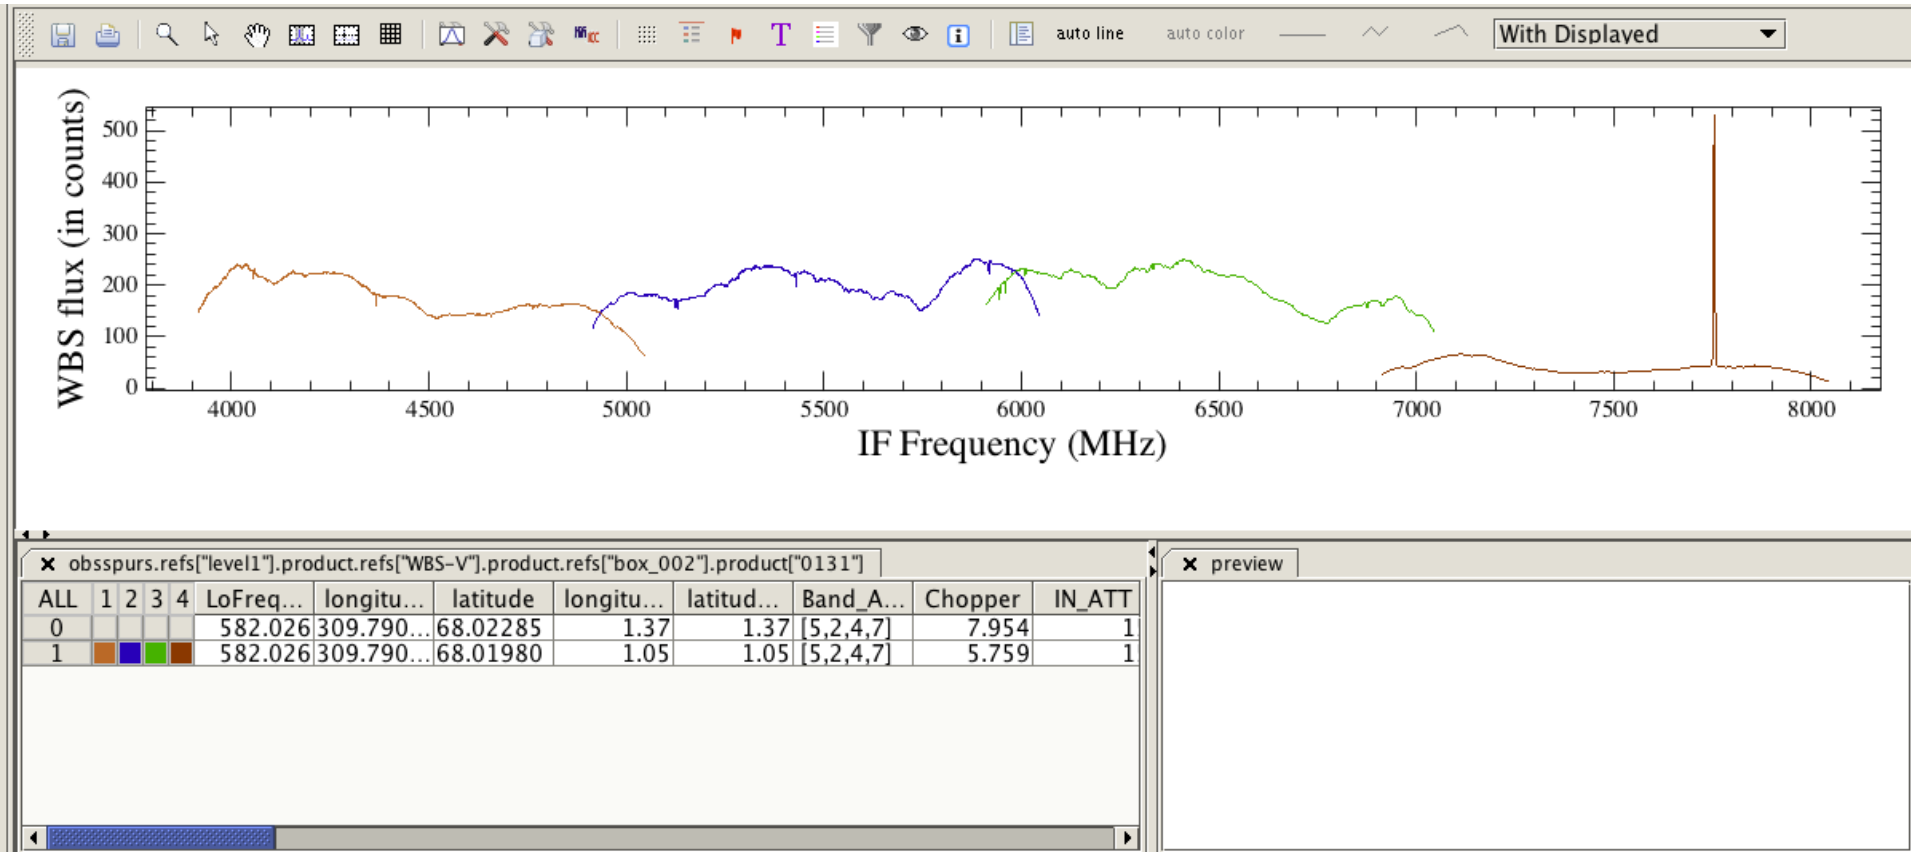 auto line auto color With Displayed
WBS flux (in counts)
500
400
300
200
100
0
4000 4500 5000 5500 6000 6500 7000 7500 8000
IF Frequency (MHz)
obsspurs.refs["level1"].product.refs["WBS-V"].product.refs["box_002"].product["0131"] preview
ALL 1 2 3 4 LoFreq... longitu... latitude longitu... latitud... Band_A... Chopper IN_ATT
0 582.026 309.790... 68.02285 1.37 1.37 [5,2,4,7] 7.954 1
1 582.026 309.790... 68.01980 1.05 1.05 [5,2,4,7] 5.759 1